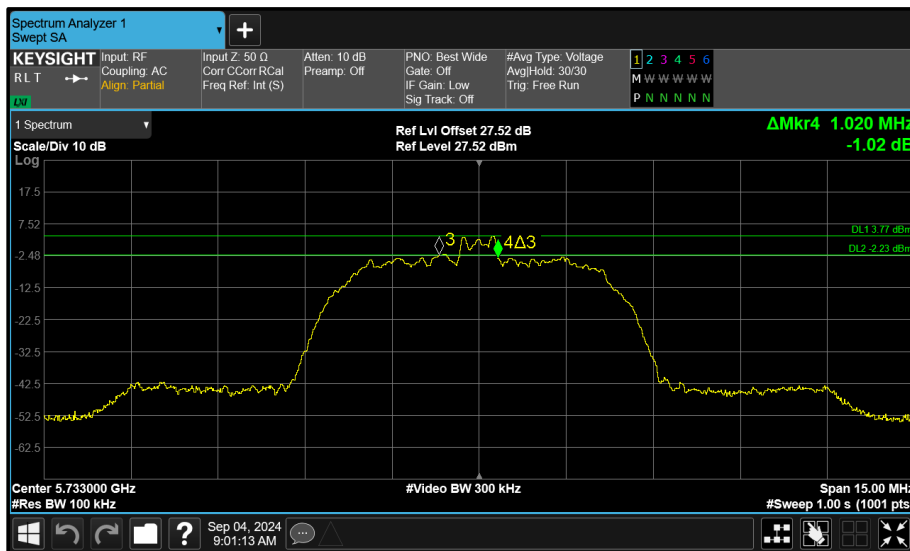 Spectrum Analyzer 1
Swept SA
+
KEYSIGHT
R L T
LXI
Input: RF
Coupling: AC
Align: Partial
Input Z: 50 Ω
Corr CCorr RCal
Freq Ref: Int (S)
Atten: 10 dB
Preamp: Off
PNO: Best Wide
Gate: Off
IF Gain: Low
Sig Track: Off
#Avg Type: Voltage
Avg|Hold: 30/30
Trig: Free Run
1 2 3 4 5 6
M W W W W W
P N N N N N
1 Spectrum
Scale/Div 10 dB
Log
Ref Lvl Offset 27.52 dB
Ref Level 27.52 dBm
ΔMkr4 1.020 MHz
-1.02 dB
17.5
7.52
-2.48
-12.5
-22.5
-32.5
-42.5
-52.5
-62.5
3
4Δ3
DL1 3.77 dBm
DL2 -2.23 dBm
Center 5.733000 GHz
#Res BW 100 kHz
#Video BW 300 kHz
Span 15.00 MHz
#Sweep 1.00 s (1001 pts
?
Sep 04, 2024
9:01:13 AM